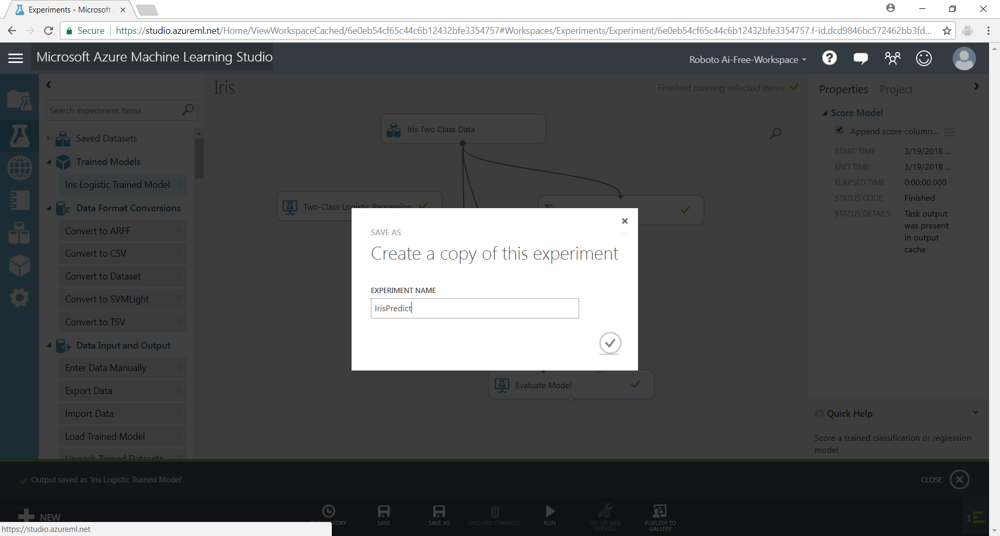 Experiments - Microsoft
Secure
https://studio.azureml.net/Home/ViewWorkspaceCached/6e0eb54cf65c44c6b12432bfe3354757#Workspaces/Experiments/Experiment/6e0eb54cf65c44c6b12432bfe3354757.f-id.dcd9846bc572462bb3fd...
Microsoft Azure Machine Learning Studio
Roboto Ai-Free-Workspace
Iris
Finished running selected items
Properties
Project
Search experiment items
Saved Datasets
Trained Models
Iris Logistic Trained Model
Data Format Conversions
Convert to ARFF
Convert to CSV
Convert to Dataset
Convert to SVMLight
Convert to TSV
Data Input and Output
Enter Data Manually
Export Data
Import Data
Load Trained Model
Unpack Zipped Datasets
Iris Two Class Data
Two-Class Logistic Regression
SAVE AS
Create a copy of this experiment
EXPERIMENT NAME
IrisPredict
Evaluate Model
Score Model
Append score column...
START TIME 3/19/2018 ...
END TIME 3/19/2018 ...
ELAPSED TIME 0:00:00.000
STATUS CODE Finished
STATUS DETAILS Task output
was present
in output
cache
Quick Help
Score a trained classification or regression
model
Output saved as 'Iris Logistic Trained Model'.
CLOSE
NEW
SAVE
SAVE AS
DISCARD CHANGES
RUN
SET UP WEB
SERVICE
PUBLISH TO
GALLERY
1
https://studio.azureml.net